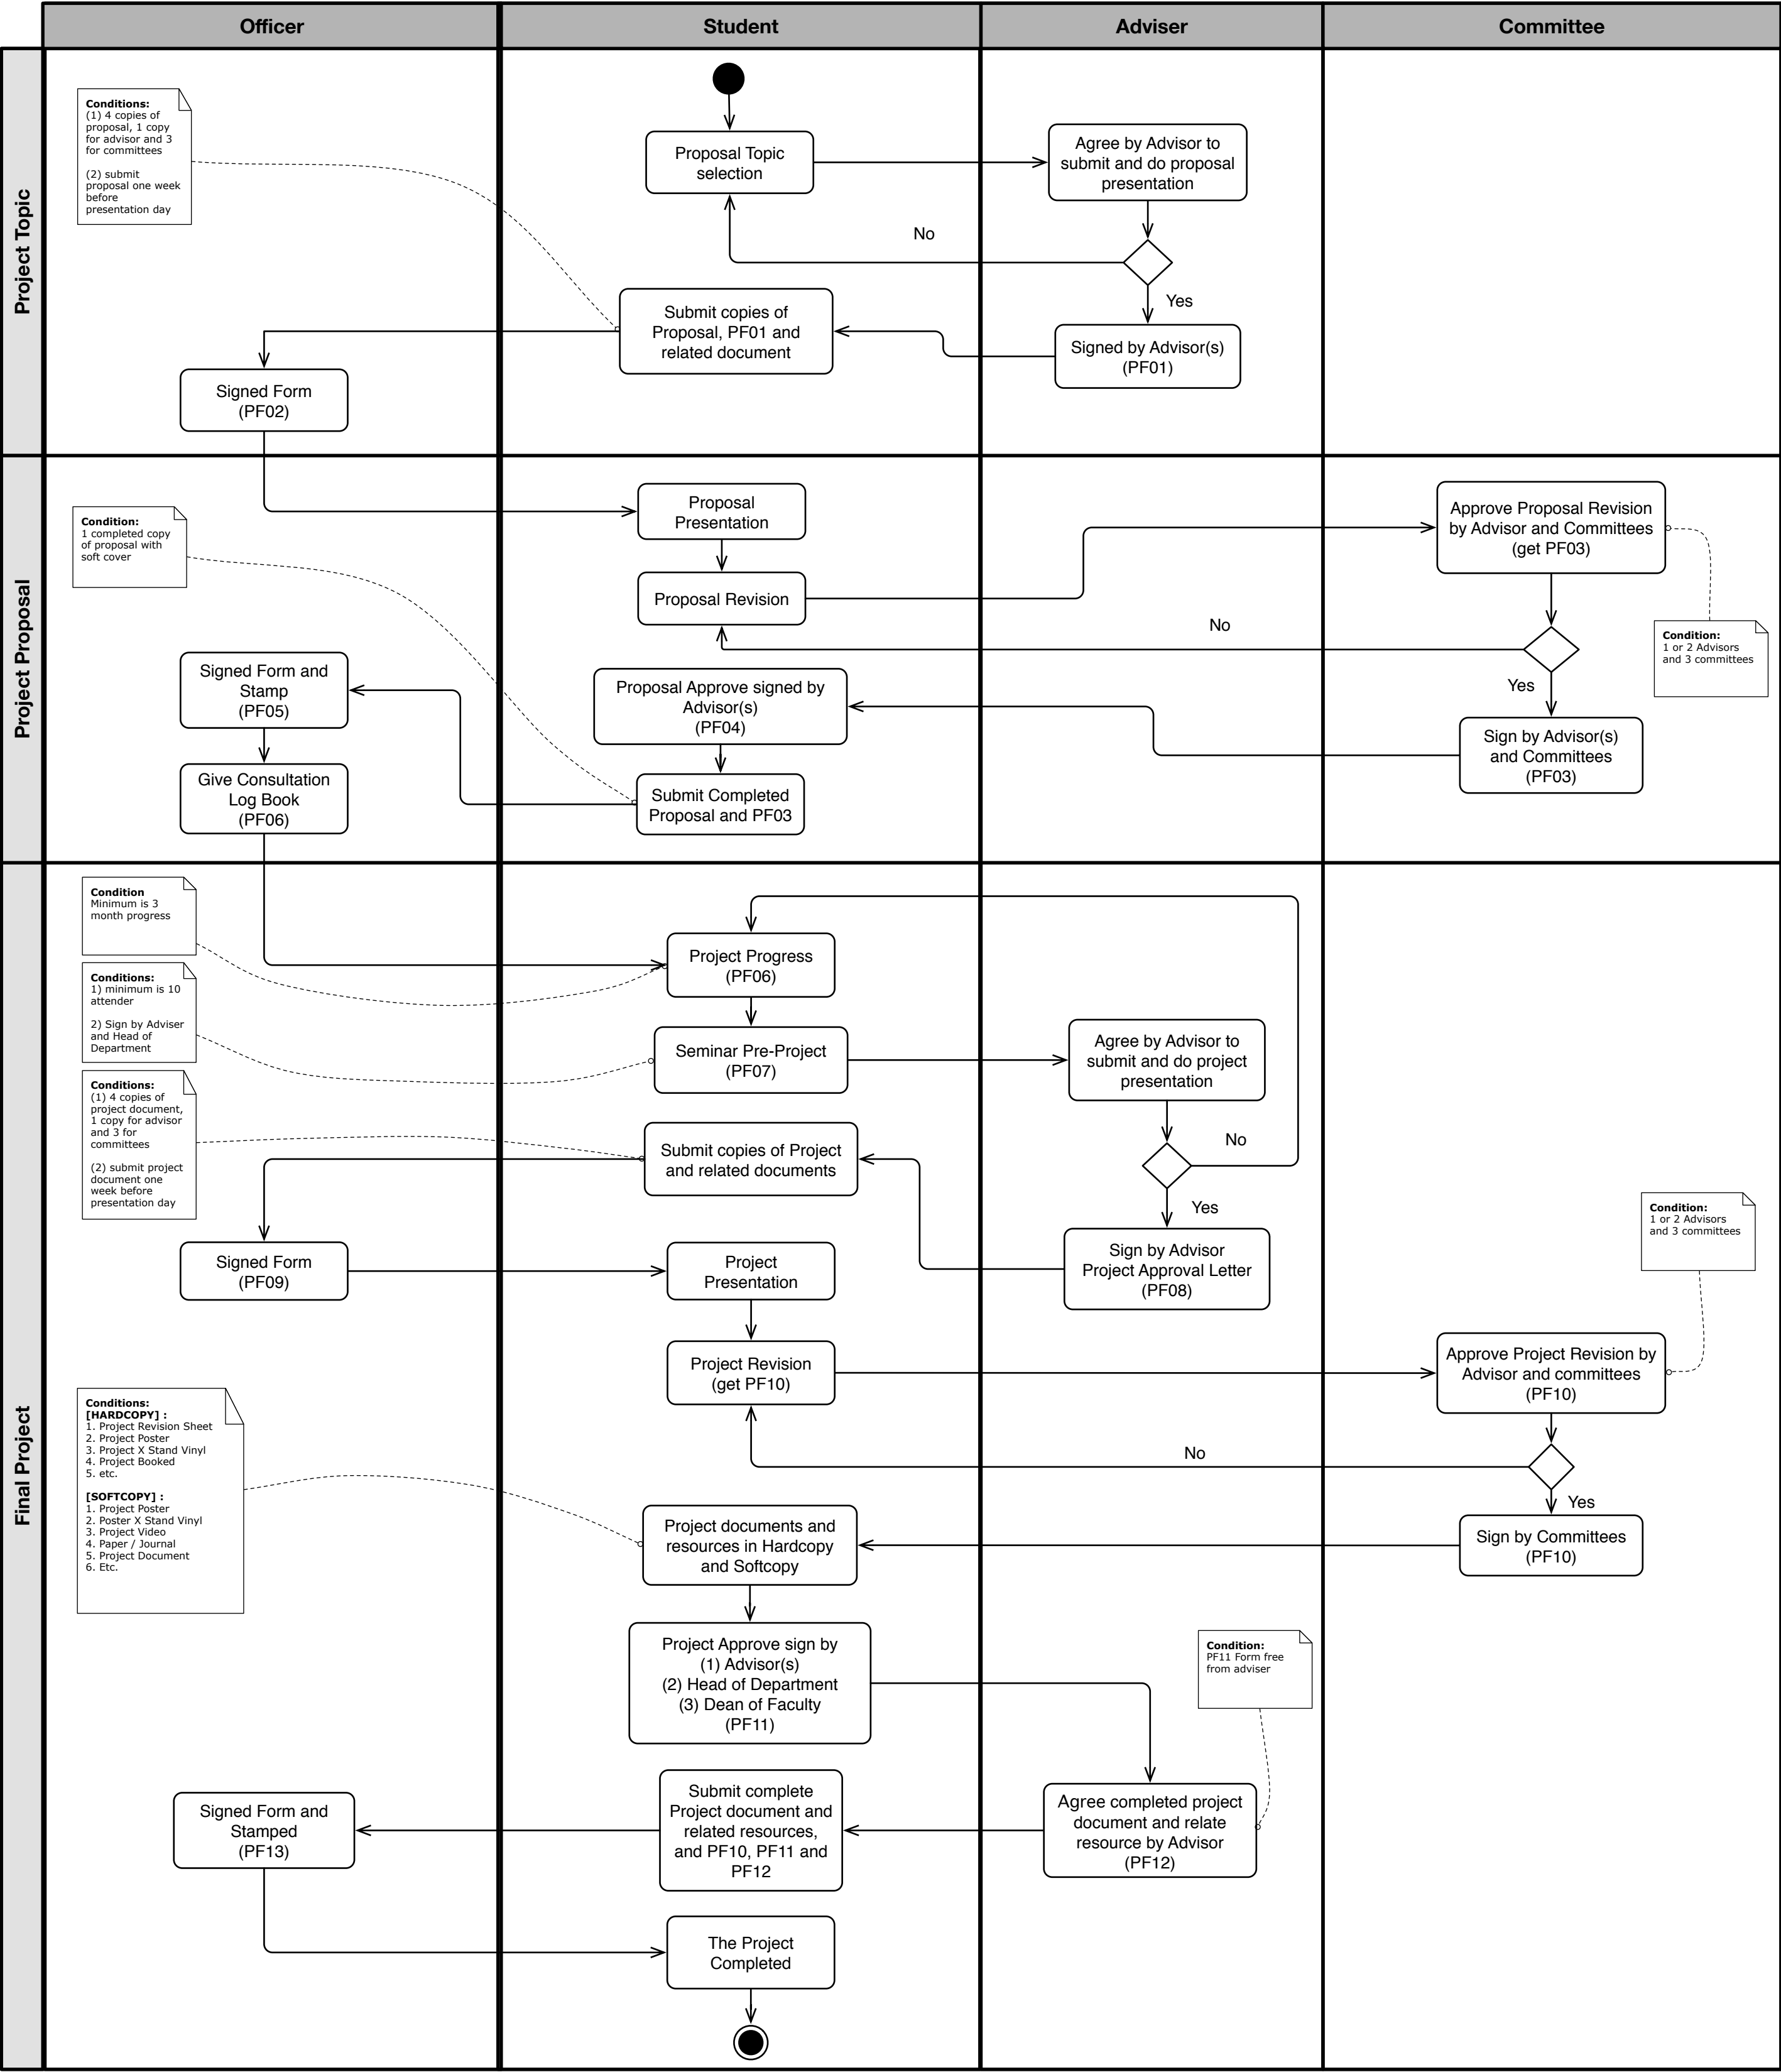 Officer
Student
Adviser
Committee
Project Topic
Conditions:
(1) 4 copies of
proposal, 1 copy
for advisor and 3
for committees
(2) submit
proposal one week
before
presentation day
Proposal Topic
selection
Agree by Advisor to
submit and do proposal
presentation
No
Yes
Submit copies of
Proposal, PF01 and
related document
Signed by Advisor(s)
(PF01)
Signed Form
(PF02)
Project Proposal
Condition:
1 completed copy
of proposal with
soft cover
Proposal
Presentation
Approve Proposal Revision
by Advisor and Committees
(get PF03)
Proposal Revision
No
Condition:
1 or 2 Advisors
and 3 committees
Yes
Signed Form and
Stamp
(PF05)
Proposal Approve signed by
Advisor(s)
(PF04)
Sign by Advisor(s)
and Committees
(PF03)
Give Consultation
Log Book
(PF06)
Submit Completed
Proposal and PF03
Final Project
Condition
Minimum is 3
month progress
Project Progress
(PF06)
Conditions:
1) minimum is 10
attender
2) Sign by Adviser
and Head of
Department
Seminar Pre-Project
(PF07)
Agree by Advisor to
submit and do project
presentation
Conditions:
(1) 4 copies of
project document,
1 copy for advisor
and 3 for
committees
(2) submit project
document one
week before
presentation day
Submit copies of Project
and related documents
No
Yes
Signed Form
(PF09)
Project
Presentation
Sign by Advisor
Project Approval Letter
(PF08)
Condition:
1 or 2 Advisors
and 3 committees
Project Revision
(get PF10)
Approve Project Revision by
Advisor and committees
(PF10)
No
Yes
Conditions:
[HARDCOPY] :
1. Project Revision Sheet
2. Project Poster
3. Project X Stand Vinyl
4. Project Booked
5. etc.
[SOFTCOPY] :
1. Project Poster
2. Poster X Stand Vinyl
3. Project Video
4. Paper / Journal
5. Project Document
6. Etc.
Project documents and
resources in Hardcopy
and Softcopy
Sign by Committees
(PF10)
Project Approve sign by
(1) Advisor(s)
(2) Head of Department
(3) Dean of Faculty
(PF11)
Condition:
PF11 Form free
from adviser
Signed Form and
Stamped
(PF13)
Submit complete
Project document and
related resources,
and PF10, PF11 and
PF12
Agree completed project
document and relate
resource by Advisor
(PF12)
The Project
Completed